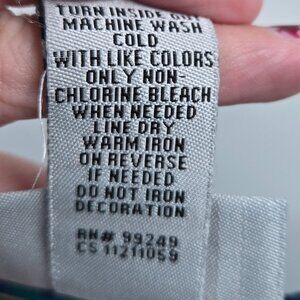 TURN INSIDE OUT
MACHINE WASH
COLD
WITH LIKE COLORS
ONLY NON-
CHLORINE BLEACH
WHEN NEEDED
LINE DRY
WARM IRON
ON REVERSE
IF NEEDED
DO NOT IRON
DECORATION
RN# 99249
CS 11211059